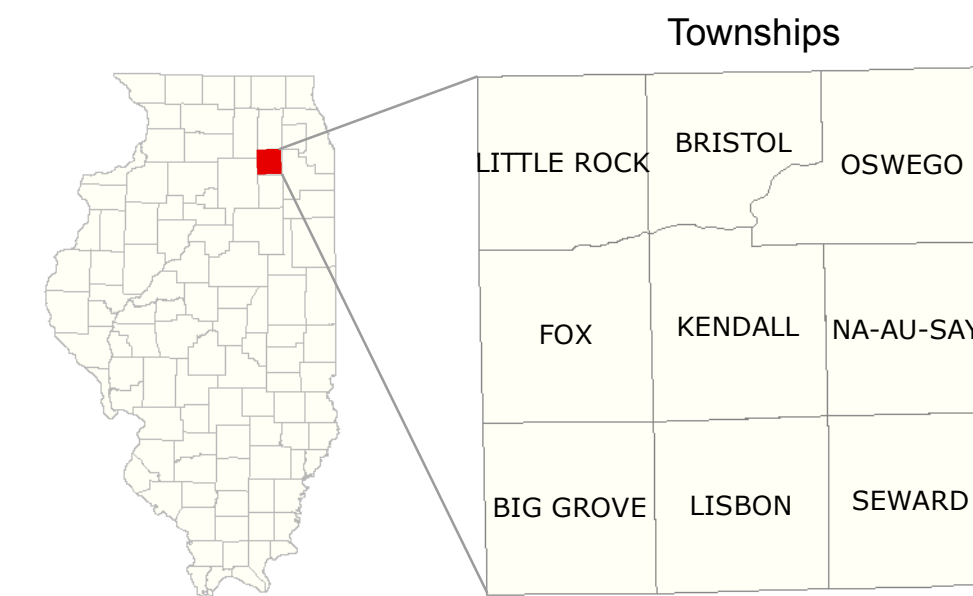 Townships
LITTLE ROCK
BRISTOL
OSWEGO
FOX
KENDALL
NA-AU-SAY
BIG GROVE
LISBON
SEWARD